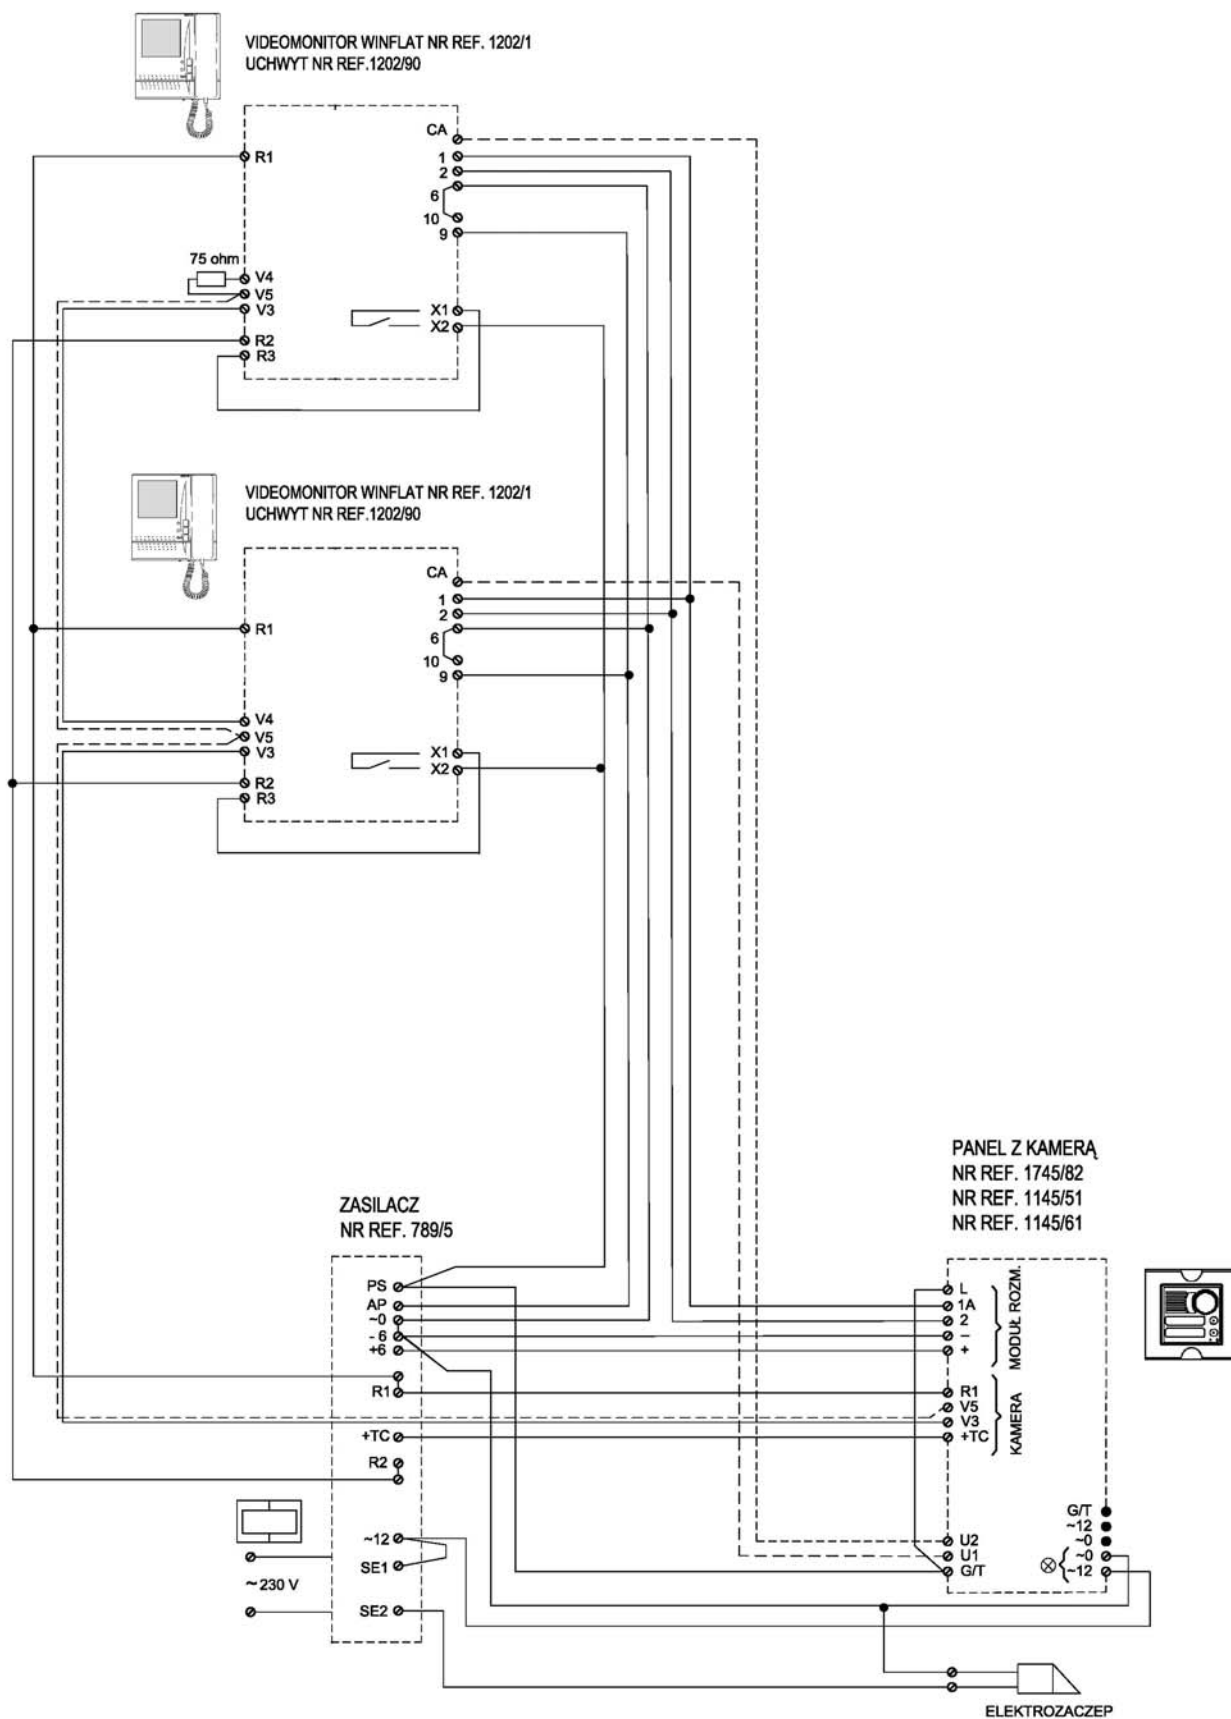 VIDEOMONITOR WINFLAT NR REF. 1202/1
UCHWYT NR REF.1202/90
CA
R1
1
2
6
10
9
75 ohm
V4
V5
V3
X1
X2
R2
R3
VIDEOMONITOR WINFLAT NR REF. 1202/1
UCHWYT NR REF.1202/90
CA
1
2
R1
6
10
9
V4
V5
V3
X1
X2
R2
R3
PANEL Z KAMERĄ
NR REF. 1745/82
NR REF. 1145/51
NR REF. 1145/61
ZASILACZ
NR REF. 789/5
PS
AP
~0
- 6
+6
R1
+TC
R2
~12
SE1
SE2
~ 230 V
L
1A
2
–
+
MODUŁ ROZM.
R1
V5
V3
+TC
KAMERA
U2
U1
G/T
G/T
~12
~0
~0
~12
ELEKTROZACZEP